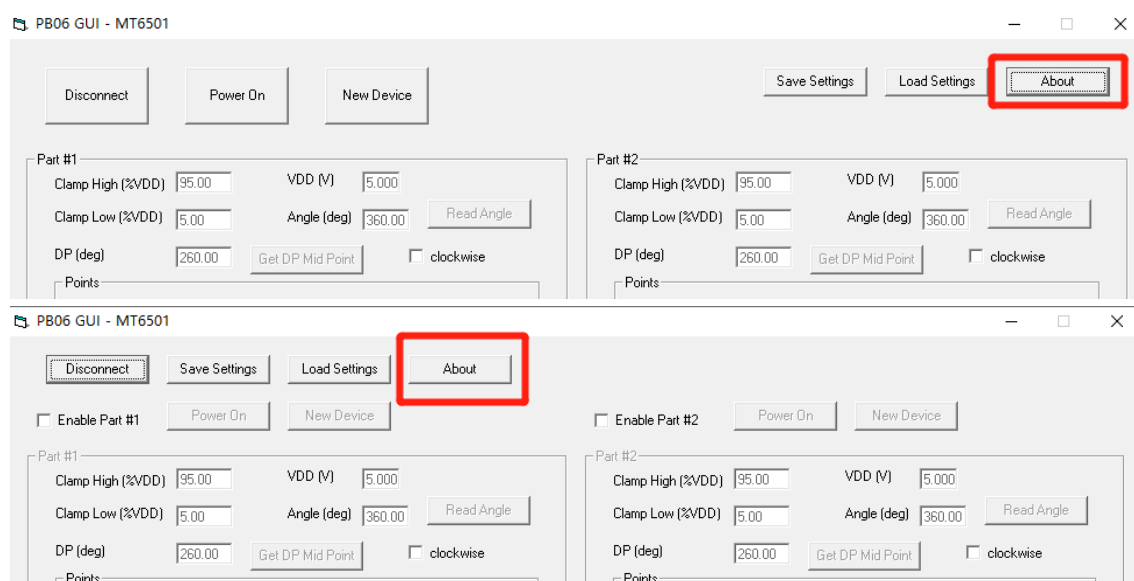 PB06 GUI - MT6501
Disconnect Power On New Device Save Settings Load Settings About
Part #1 Part #2
Clamp High (%VDD) 95.00 VDD (V) 5.000 Clamp High (%VDD) 95.00 VDD (V) 5.000
Clamp Low (%VDD) 5.00 Angle (deg) 360.00 Read Angle Clamp Low (%VDD) 5.00 Angle (deg) 360.00 Read Angle
DP (deg) 260.00 Get DP Mid Point clockwise DP (deg) 260.00 Get DP Mid Point clockwise
Points Points
PB06 GUI - MT6501
Disconnect Save Settings Load Settings About
Enable Part #1 Power On New Device Enable Part #2 Power On New Device
Part #1 Part #2
Clamp High (%VDD) 95.00 VDD (V) 5.000 Clamp High (%VDD) 95.00 VDD (V) 5.000
Clamp Low (%VDD) 5.00 Angle (deg) 360.00 Read Angle Clamp Low (%VDD) 5.00 Angle (deg) 360.00 Read Angle
DP (deg) 260.00 Get DP Mid Point clockwise DP (deg) 260.00 Get DP Mid Point clockwise
Points Points